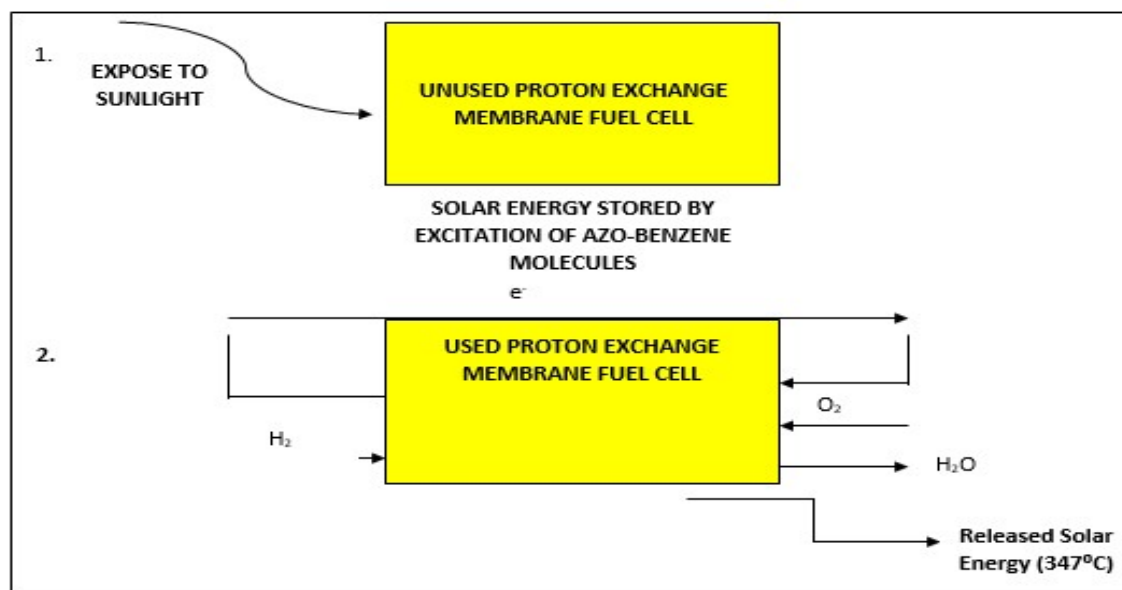 1.
EXPOSE TO
SUNLIGHT
UNUSED PROTON EXCHANGE
MEMBRANE FUEL CELL
SOLAR ENERGY STORED BY
EXCITATION OF AZO-BENZENE
MOLECULES
e-
2.
USED PROTON EXCHANGE
MEMBRANE FUEL CELL
O₂
H₂
H₂O
Released Solar
Energy (347⁰C)